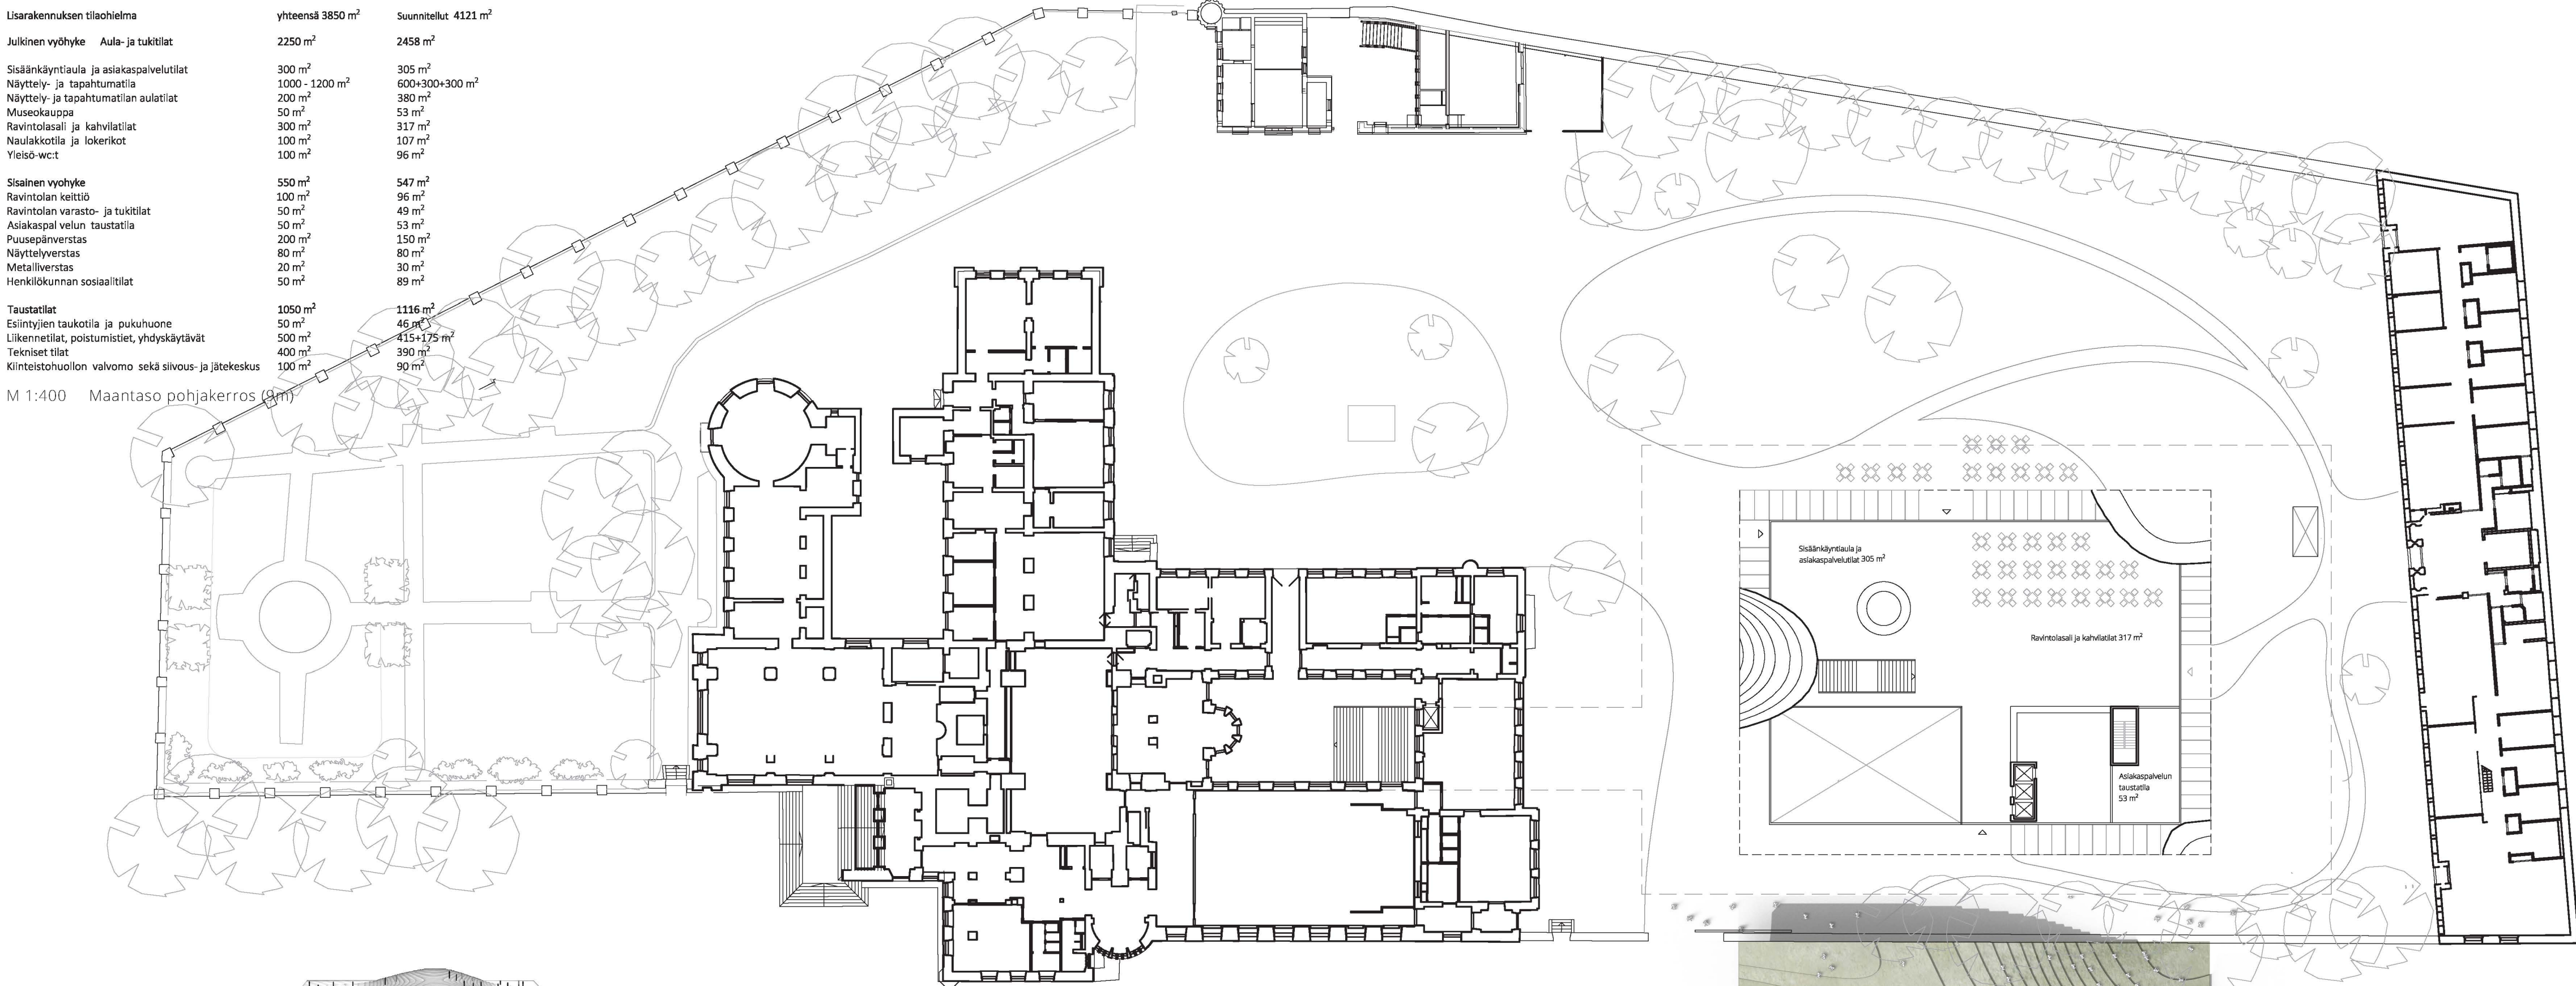 Lisarakennuksen tilaohielma yhteensä 3850 m² Suunnitellut 4121 m²
Julkinen vyöhyke Aula- ja tukitilat 2250 m² 2458 m²
Sisäänkäyntiaula ja asiakaspalvelutilat 300 m² 305 m²
Näyttely- ja tapahtumatila 1000 - 1200 m² 600+300+300 m²
Näyttely- ja tapahtumatilan aulatilat 200 m² 380 m²
Museokauppa 50 m² 53 m²
Ravintolasali ja kahvilatilat 300 m² 317 m²
Naulakkotila ja lokerikot 100 m² 107 m²
Yleisö-wc:t 100 m² 96 m²
Sisainen vyohyke 550 m² 547 m²
Ravintolan keittiö 100 m² 96 m²
Ravintolan varasto- ja tukitilat 50 m² 49 m²
Asiakaspal velun taustatila 50 m² 53 m²
Puusepänverstas 200 m² 150 m²
Näyttelyverstas 80 m² 80 m²
Metalliverstas 20 m² 30 m²
Henkilökunnan sosiaalitilat 50 m² 89 m²
Taustatilat 1050 m² 1116 m²
Esiintyjien taukotila ja pukuhuone 50 m² 46 m²
Liikennetilat, poistumistiet, yhdyskäytävät 500 m² 415+175 m²
Tekniset tilat 400 m² 390 m²
Kiinteistohuollon valvomo sekä siivous- ja jätekeskus 100 m² 90 m²
M 1:400 Maantaso pohjakerros (9m)
Sisäänkäyntiaula ja
asiakaspalvelutilat 305 m²
Ravintolasali ja kahvilatilat 317 m²
Asiakaspalvelun
taustatila
53 m²